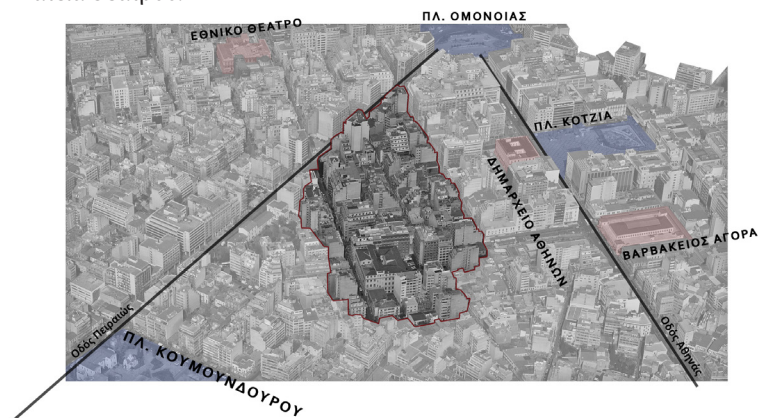 ΠΛ. ΟΜΟΝΟΙΑΣ
ΕΘΝΙΚΟ ΘΕΑΤΡΟ
ΠΛ. ΚΟΤΖΙΑ
ΔΗΜΑΡΧΕΙΟ ΑΘΗΝΩΝ
ΒΑΡΒΑΚΕΙΟΣ ΑΓΟΡΑ
Οδός Πειραιώς
Οδός Αθηνάς
ΠΛ. ΚΟΥΜΟΥΝΔΟΥΡΟΥ